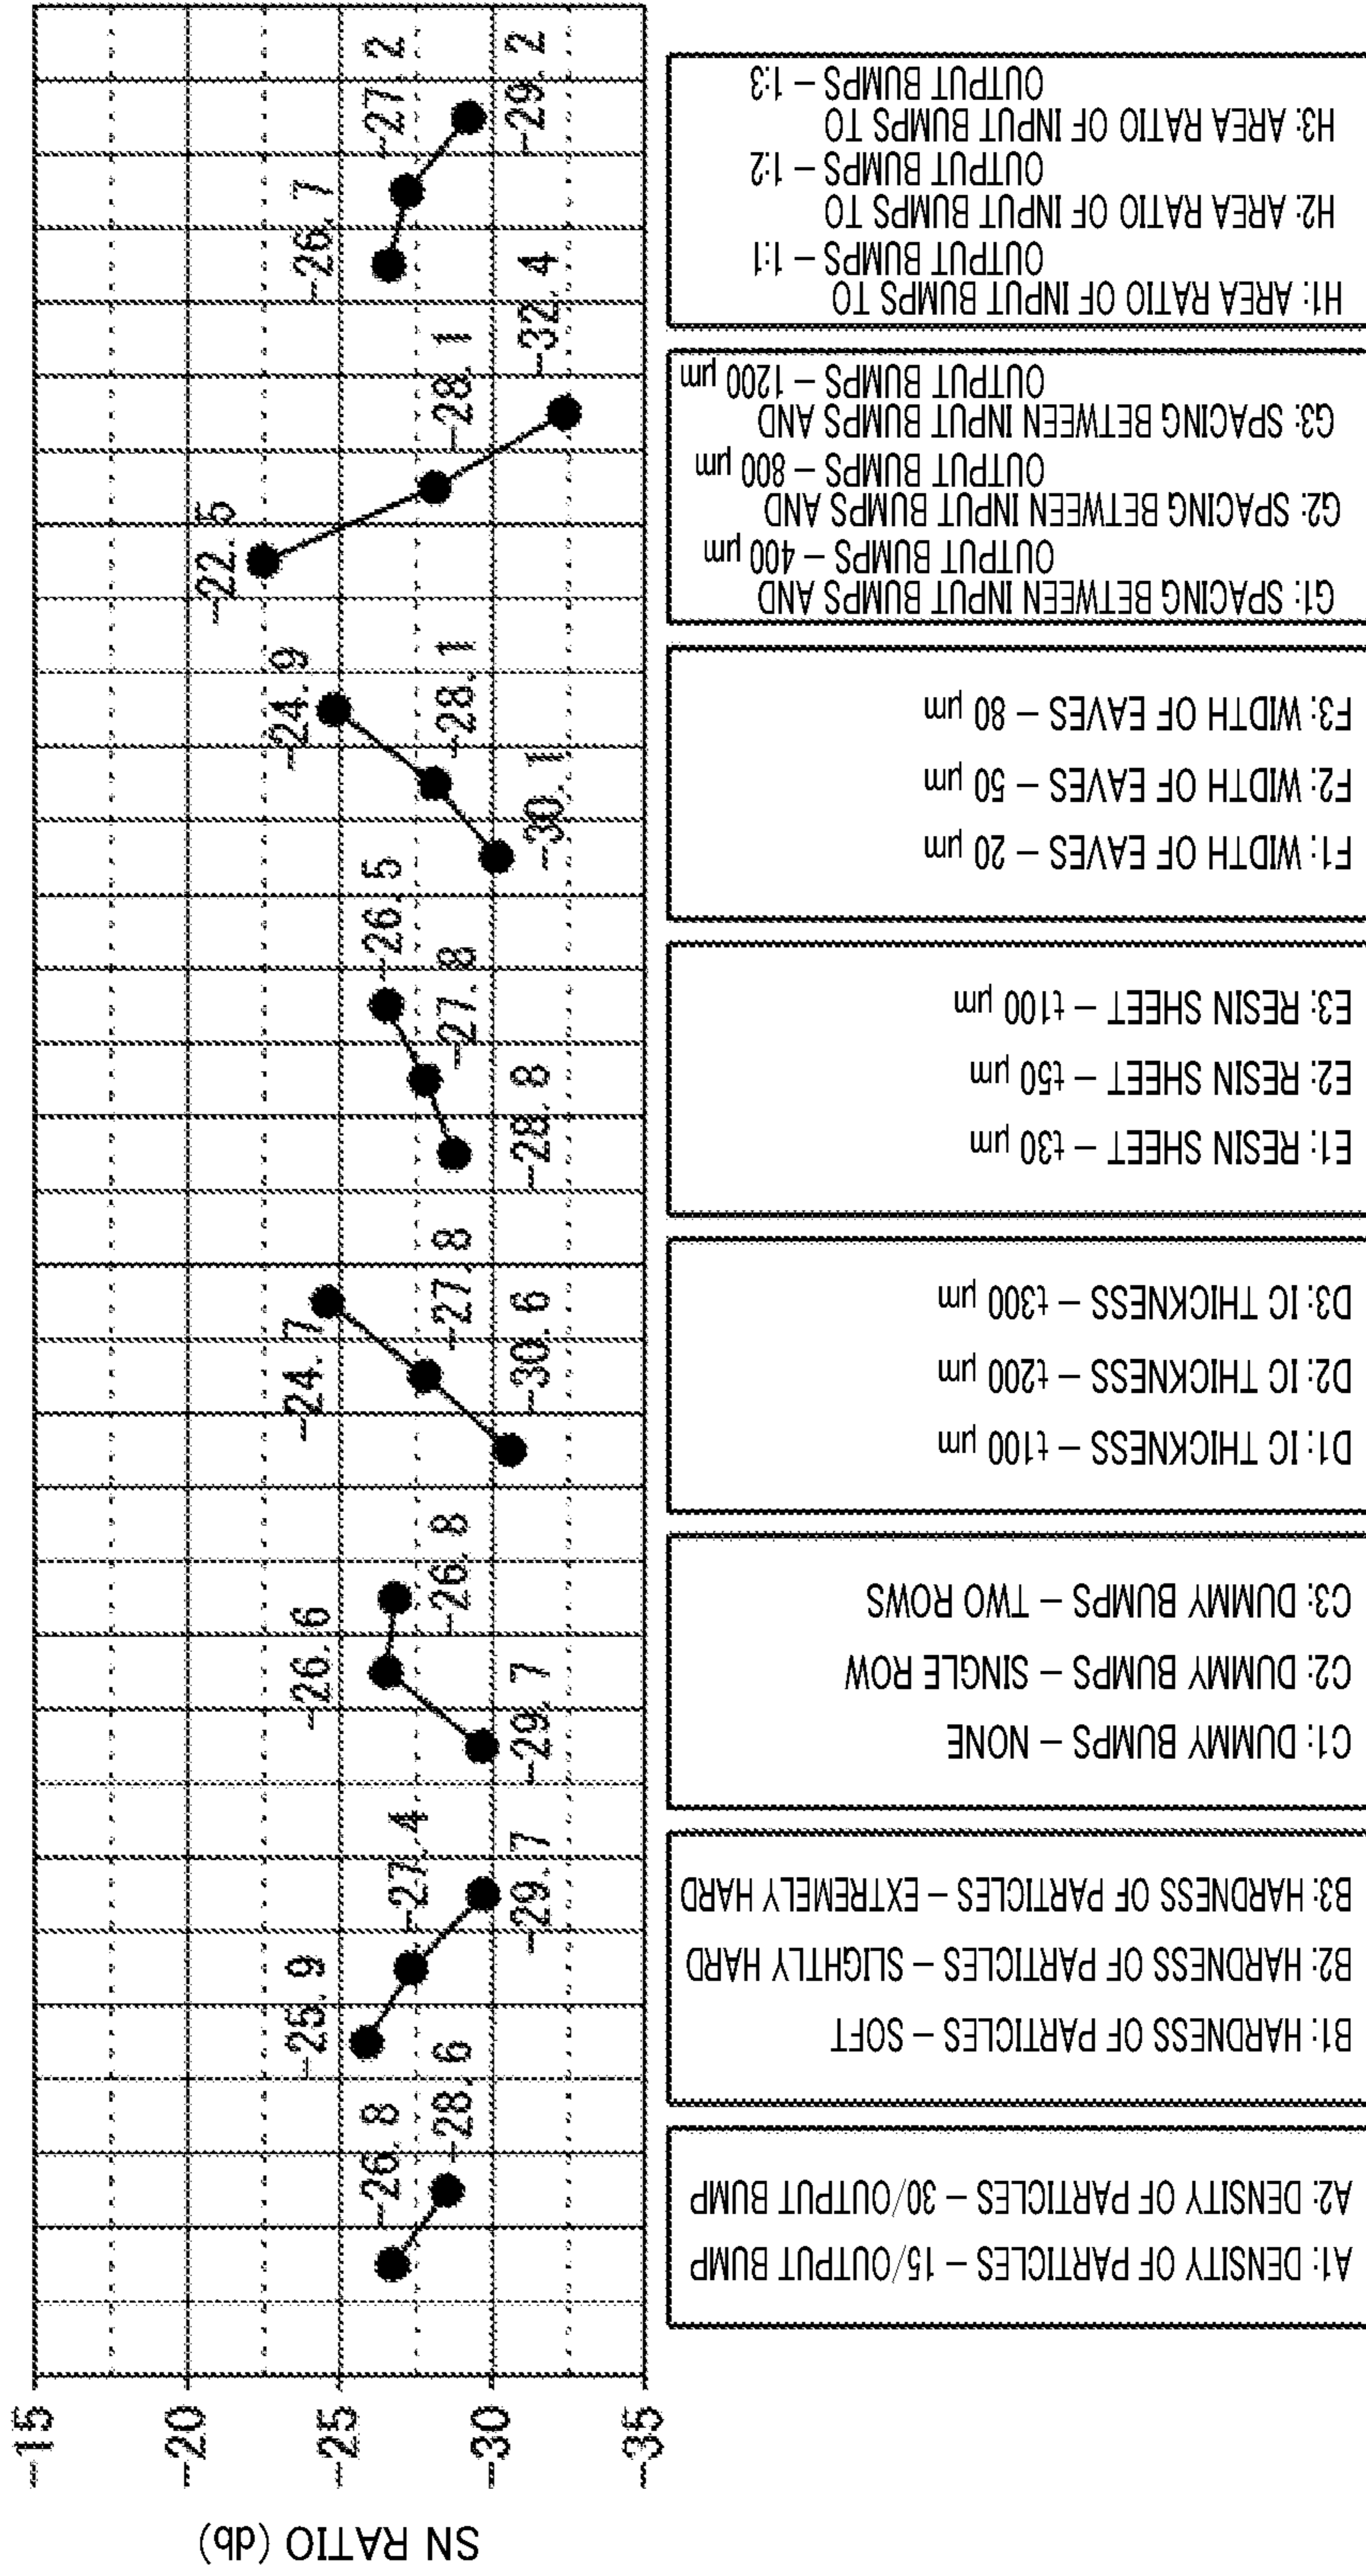 SN RATIO (db)
-15
-20
-25
-30
-35
-26.8
-28.6
-25.9
-27.4
-29.7
-29.7
-26.6
-26.8
-30.6
-27.8
-24.7
-28.8
-27.8
-26.5
-30.1
-28.1
-24.9
-22.5
-28.1
-32.4
-26.7
-27.2
-29.2
A1: DENSITY OF PARTICLES – 15/OUTPUT BUMP
A2: DENSITY OF PARTICLES – 30/OUTPUT BUMP
B1: HARDNESS OF PARTICLES – SOFT
B2: HARDNESS OF PARTICLES – SLIGHTLY HARD
B3: HARDNESS OF PARTICLES – EXTREMELY HARD
C1: DUMMY BUMPS – NONE
C2: DUMMY BUMPS – SINGLE ROW
C3: DUMMY BUMPS – TWO ROWS
D1: IC THICKNESS – t100 μm
D2: IC THICKNESS – t200 μm
D3: IC THICKNESS – t300 μm
E1: RESIN SHEET – t30 μm
E2: RESIN SHEET – t50 μm
E3: RESIN SHEET – t100 μm
F1: WIDTH OF EAVES – 20 μm
F2: WIDTH OF EAVES – 50 μm
F3: WIDTH OF EAVES – 80 μm
G1: SPACING BETWEEN INPUT BUMPS AND
OUTPUT BUMPS – 400 μm
G2: SPACING BETWEEN INPUT BUMPS AND
OUTPUT BUMPS – 800 μm
G3: SPACING BETWEEN INPUT BUMPS AND
OUTPUT BUMPS – 1200 μm
H1: AREA RATIO OF INPUT BUMPS TO
OUTPUT BUMPS – 1:1
H2: AREA RATIO OF INPUT BUMPS TO
OUTPUT BUMPS – 1:2
H3: AREA RATIO OF INPUT BUMPS TO
OUTPUT BUMPS – 1:3